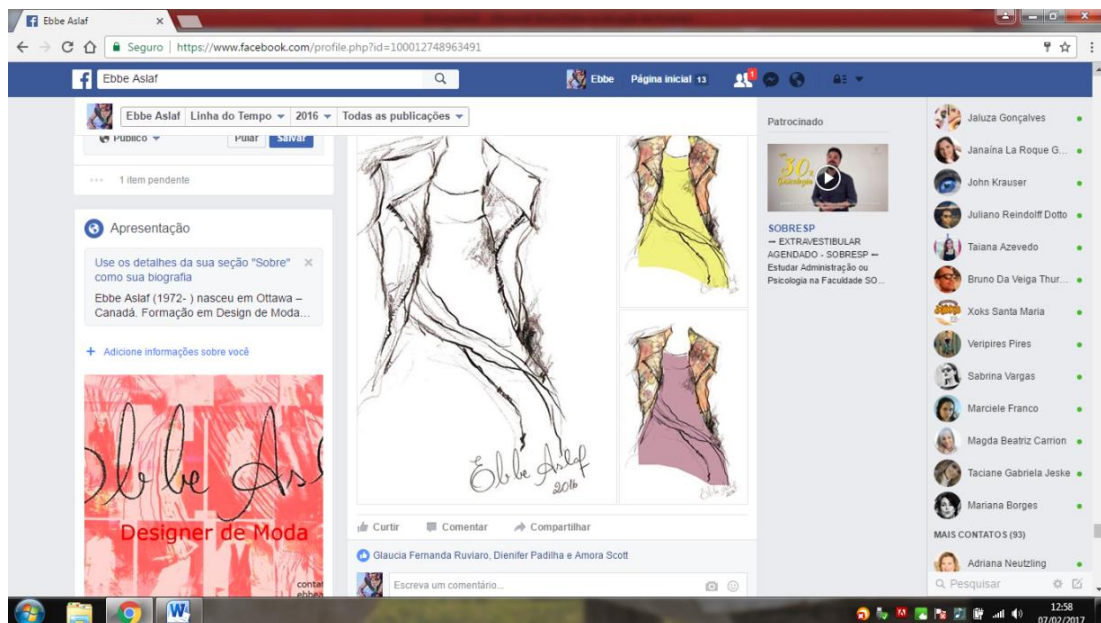 Ebbe Aslaf
Seguro | https://www.facebook.com/profile.php?id=100012748963491
Ebbe Aslaf
Ebbe Página inicial 13
1
Ebbe Aslaf Linha do Tempo 2016 Todas as publicações
Público Pular Salvar
1 item pendente
Apresentação
Use os detalhes da sua seção "Sobre"
como sua biografia
Ebbe Aslaf (1972- ) nasceu em Ottawa –
Canadá. Formação em Design de Moda...
+ Adicione informações sobre você
Ebbe As
Designer de Moda
conta
ebbea
Ebbe Aslaf
2016
Curtir Comentar Compartilhar
Glaucia Fernanda Ruviaro, Dienifer Padilha e Amora Scott
Escreva um comentário...
Patrocinado
30
SOBRESP
— EXTRAVESTIBULAR
AGENDADO - SOBRESP —
Estudar Administração ou
Psicologia na Faculdade SO...
Jaluza Gonçalves
Janaína La Roque G...
John Krauser
Juliano Reindolff Dotto
Taiana Azevedo
Bruno Da Veiga Thur...
Xoks Santa Maria
Veripires Pires
Sabrina Vargas
Marciele Franco
Magda Beatriz Carrion
Taciane Gabriela Jeske
Mariana Borges
MAIS CONTATOS (93)
Adriana Neutzling
Pesquisar
12:58
07/02/2017